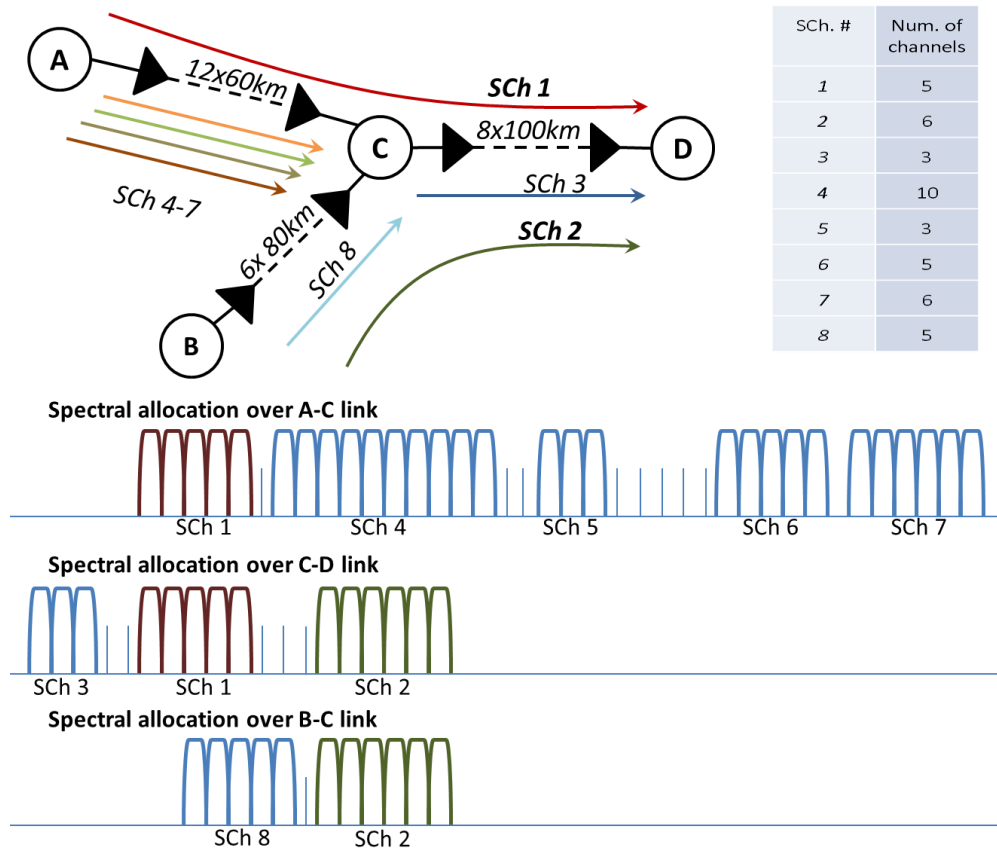 A
12x60km
SCh 1
C
8x100km
D
SCh 3
SCh 4-7
SCh 2
6x 80km
SCh 8
B
SCh. # Num. of channels
1 5
2 6
3 3
4 10
5 3
6 5
7 6
8 5
Spectral allocation over A-C link
SCh 1 SCh 4 SCh 5 SCh 6 SCh 7
Spectral allocation over C-D link
SCh 3 SCh 1 SCh 2
Spectral allocation over B-C link
SCh 8 SCh 2